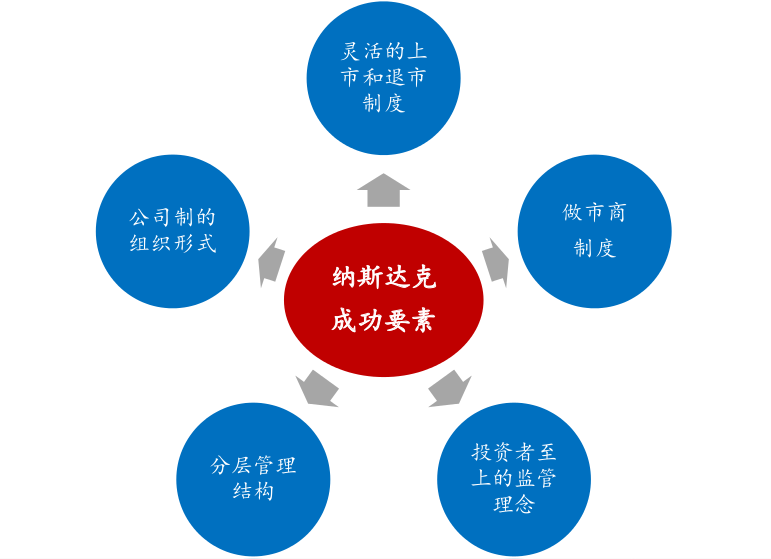 灵活的上
市和退市
制度
公司制的
组织形式
做市商
制度
纳斯达克
成功要素
分层管理
结构
投资者至
上的监管
理念